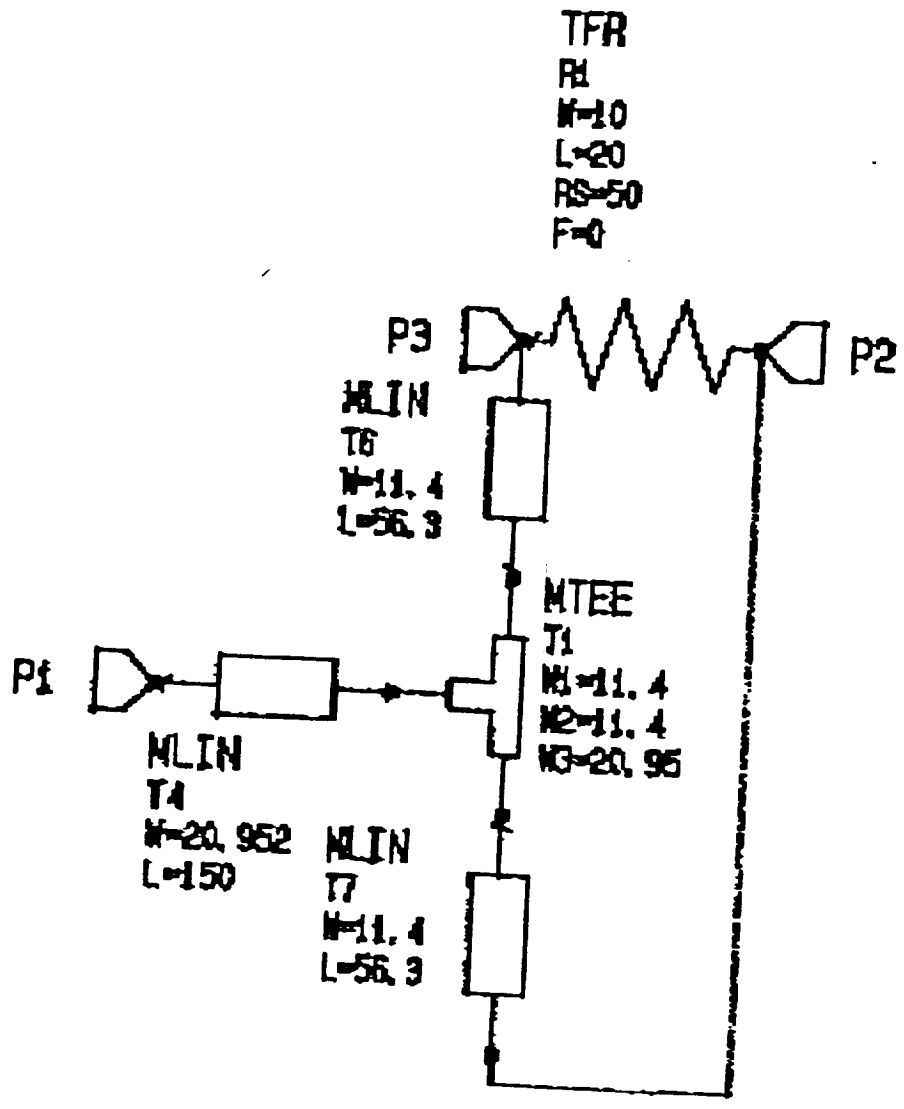 TFR
R1
W=10
L=20
RS=50
F=0
P3
P2
MLIN
T6
W=11.4
L=56.3
MTEE
T1
W1=11.4
W2=11.4
W3=20.95
P1
MLIN
T4
W=20.952
L=150
MLIN
T7
W=11.4
L=56.3